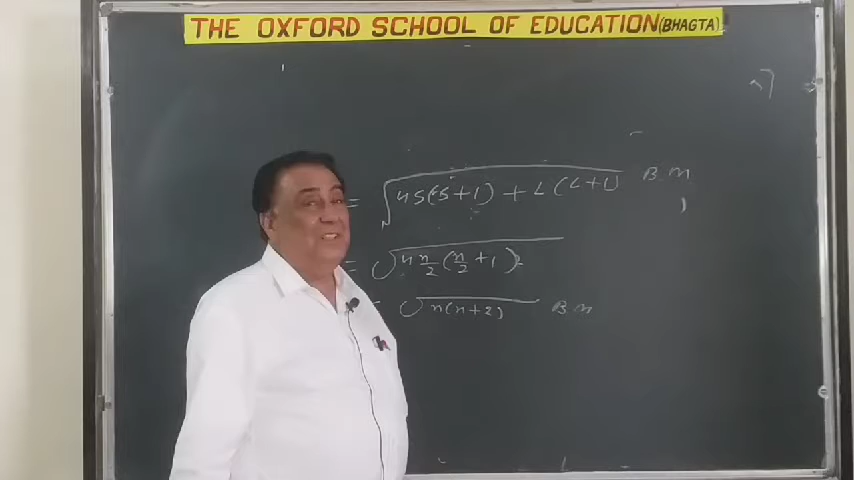 THE OXFORD SCHOOL OF EDUCATION (BHAGTA)
= √4S(S+1) + L(L+1) B.M
= √4 n/2 (n/2 + 1)
= √n(n+2) B.M